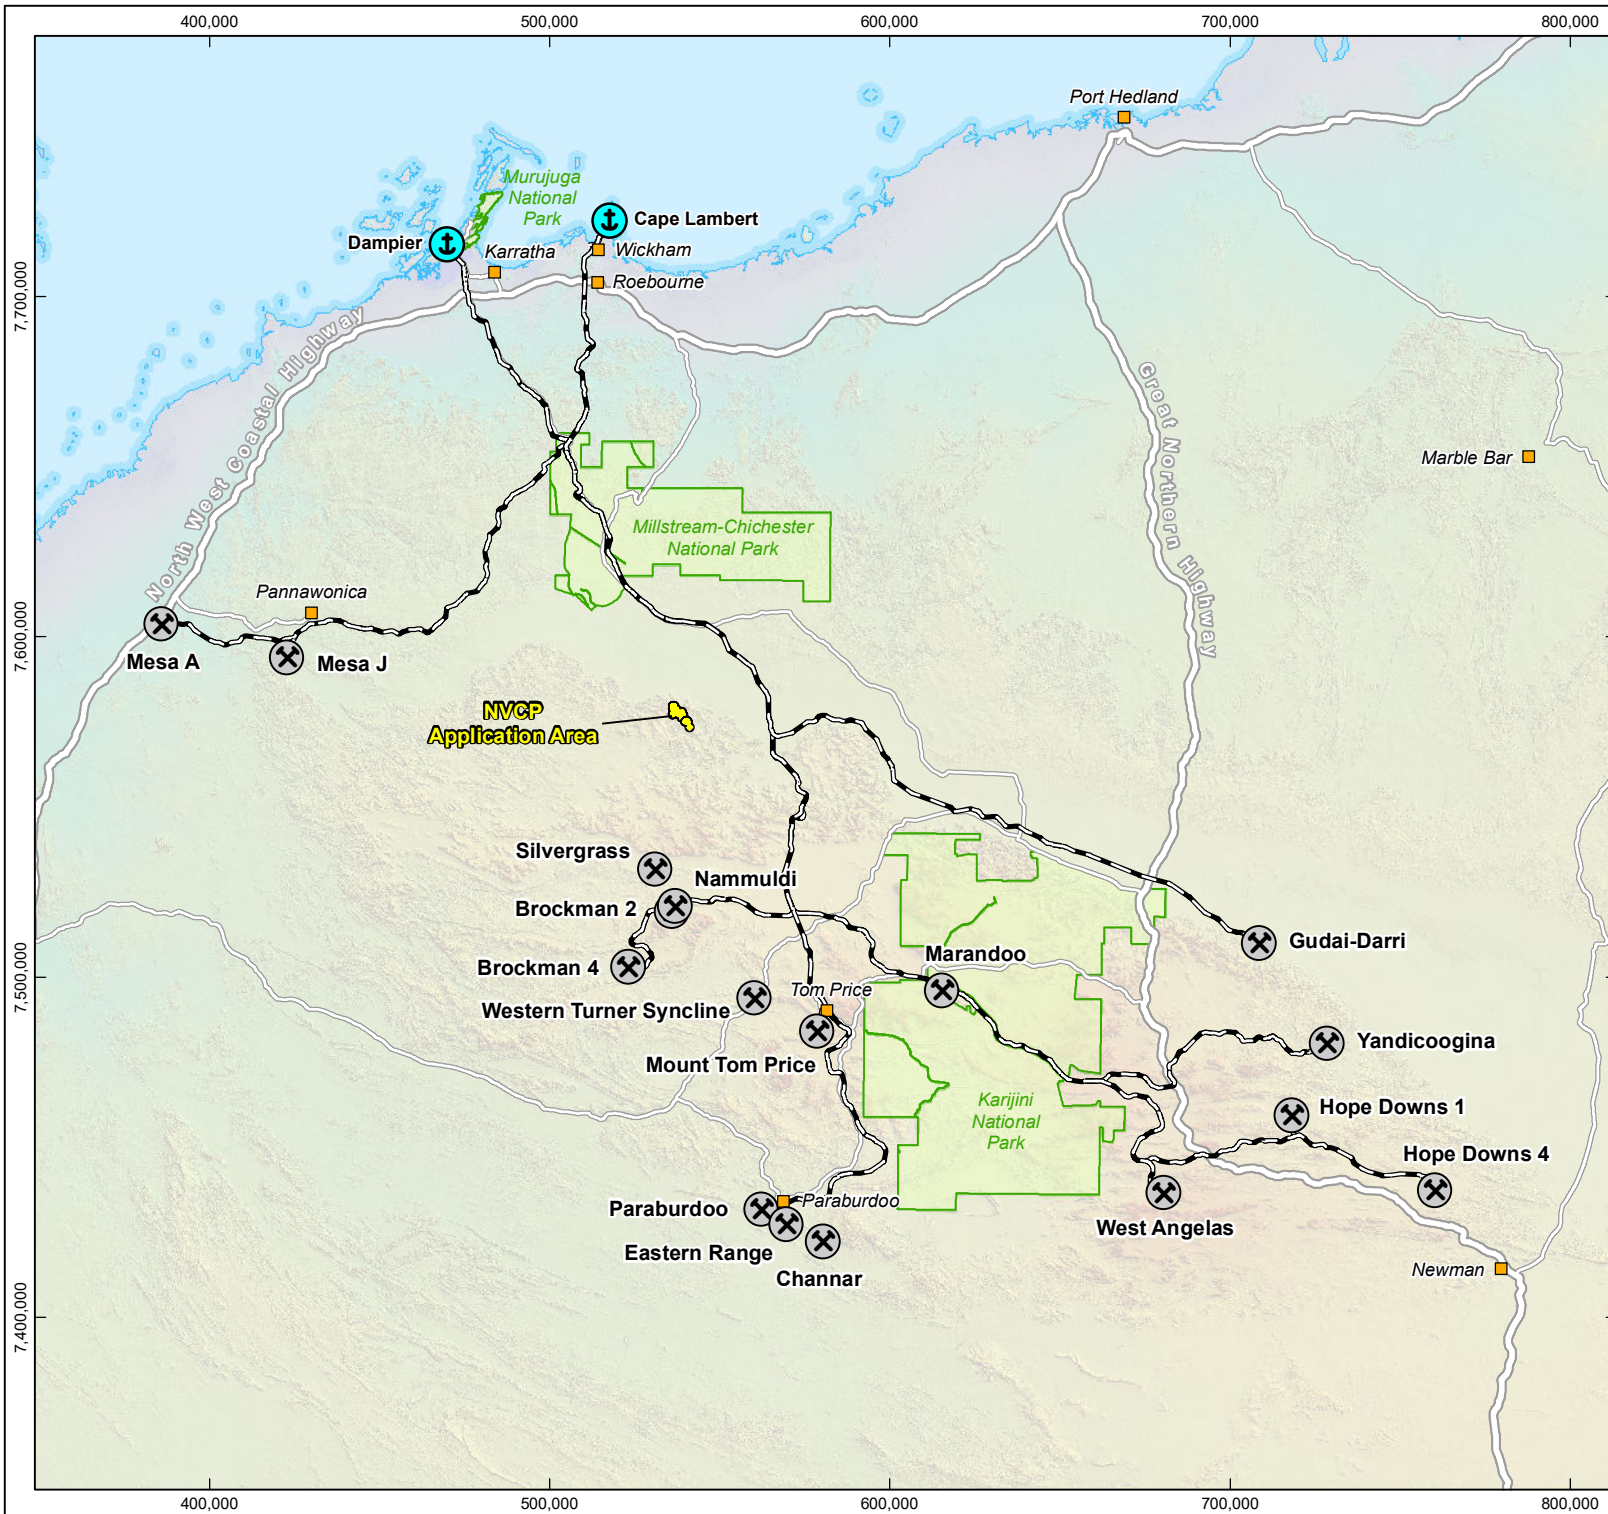 400,000
500,000
600,000
700,000
800,000
Port Hedland
Murujuga
National
Park
Cape Lambert
Dampier
Karratha
Wickham
Roebourne
7,700,000
North West Coastal Highway
Great Northern Highway
Marble Bar
Millstream-Chichester
National Park
Pannawonica
7,600,000
Mesa A
Mesa J
NVCP
Application Area
Silvergrass
Nammuldi
Brockman 2
Gudai-Darri
Marandoo
Brockman 4
7,500,000
Tom Price
Western Turner Syncline
Yandicoogina
Mount Tom Price
Karijini
National
Park
Hope Downs 1
Hope Downs 4
Paraburdoo
Paraburdoo
West Angelas
Eastern Range
Channar
Newman
7,400,000
400,000
500,000
600,000
700,000
800,000